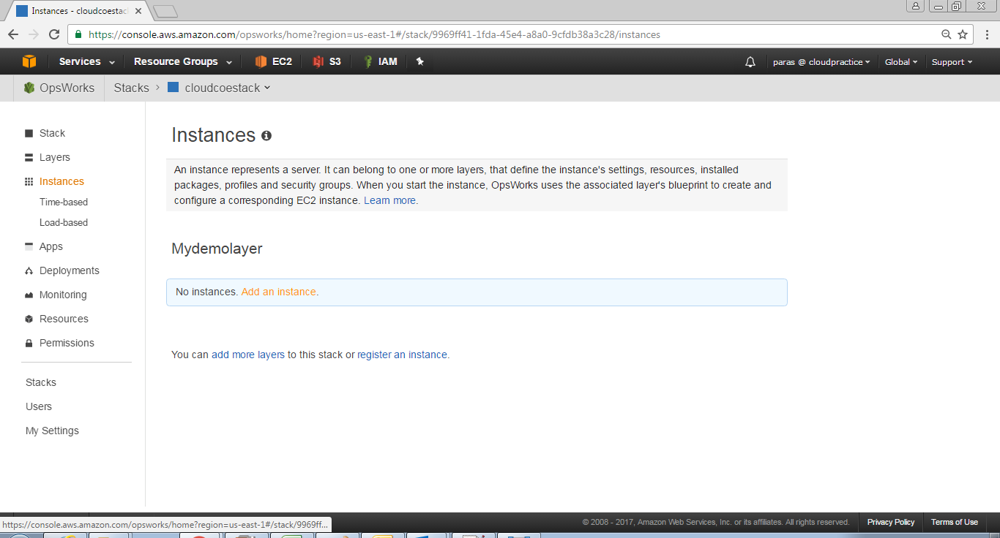 Instances - cloudcoestac
https://console.aws.amazon.com/opsworks/home?region=us-east-1#/stack/9969ff41-1fda-45e4-a8a0-9cfdb38a3c28/instances
Services Resource Groups EC2 S3 IAM paras @ cloudpractice Global Support
OpsWorks Stacks > cloudcoestack
Stack
Layers
Instances
Time-based
Load-based
Apps
Deployments
Monitoring
Resources
Permissions
Stacks
Users
My Settings
Instances
An instance represents a server. It can belong to one or more layers, that define the instance's settings, resources, installed
packages, profiles and security groups. When you start the instance, OpsWorks uses the associated layer's blueprint to create and
configure a corresponding EC2 instance. Learn more.
Mydemolayer
No instances. Add an instance.
You can add more layers to this stack or register an instance.
https://console.aws.amazon.com/opsworks/home?region=us-east-1#/stack/9969ff...
© 2008 - 2017, Amazon Web Services, Inc. or its affiliates. All rights reserved. Privacy Policy Terms of Use